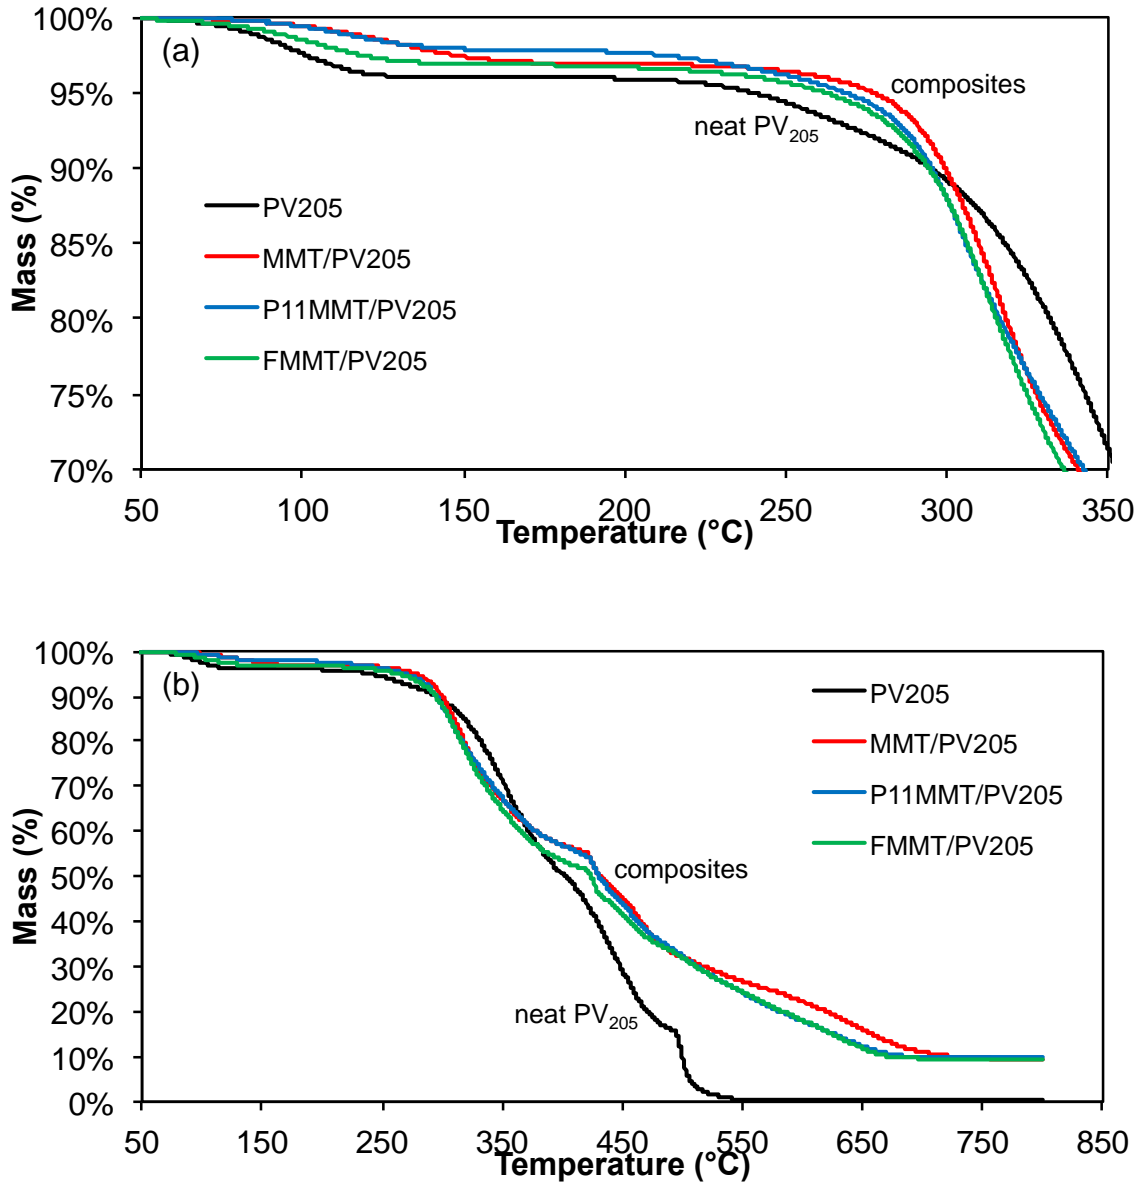 100%
95%
90%
85%
80%
75%
70%
Mass (%)
(a)
composites
neat PV205
PV205
MMT/PV205
P11MMT/PV205
FMMT/PV205
50 100 150 200 250 300 350
Temperature (°C)
100%
90%
80%
70%
60%
50%
40%
30%
20%
10%
0%
Mass (%)
(b)
PV205
MMT/PV205
P11MMT/PV205
FMMT/PV205
composites
neat PV205
50 150 250 350 450 550 650 750 850
Temperature (°C)